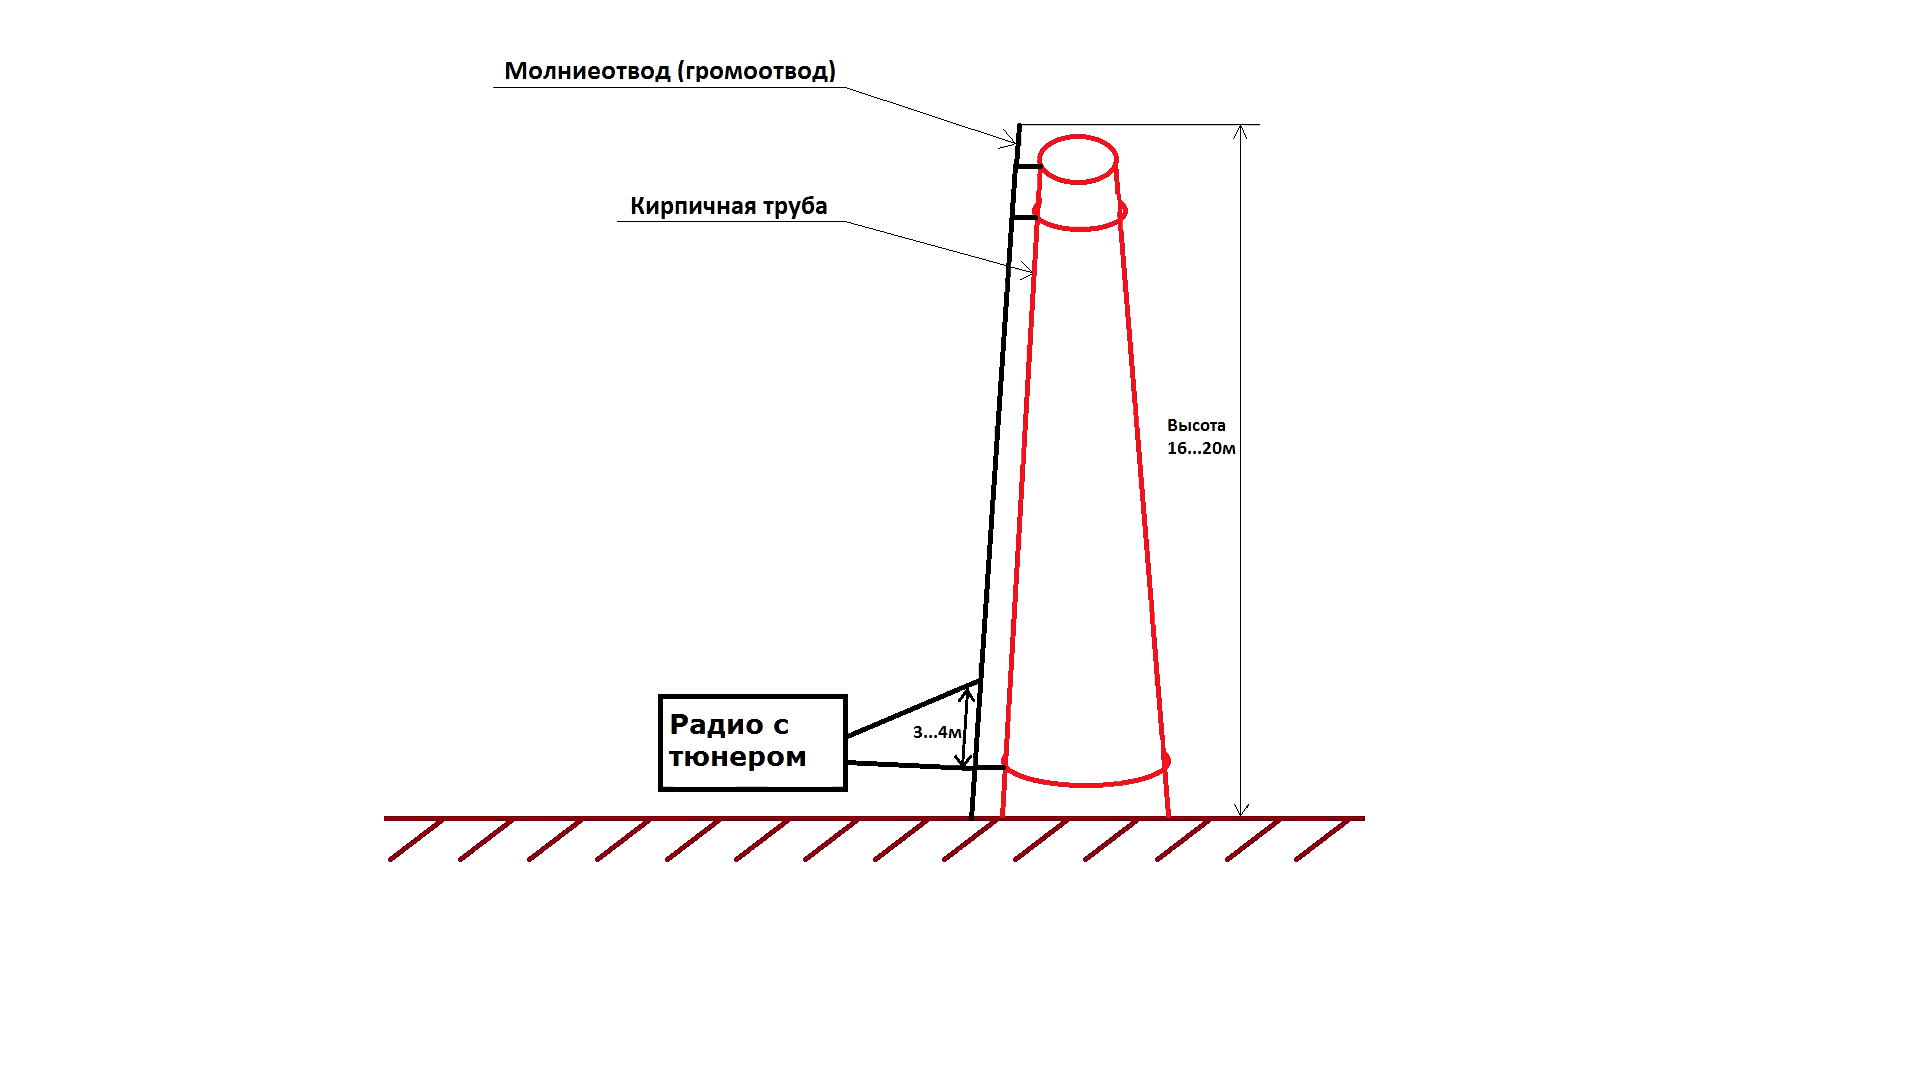 Молниеотвод (громоотвод)
Кирпичная труба
Высота
16...20м
Радио с
тюнером
3...4м